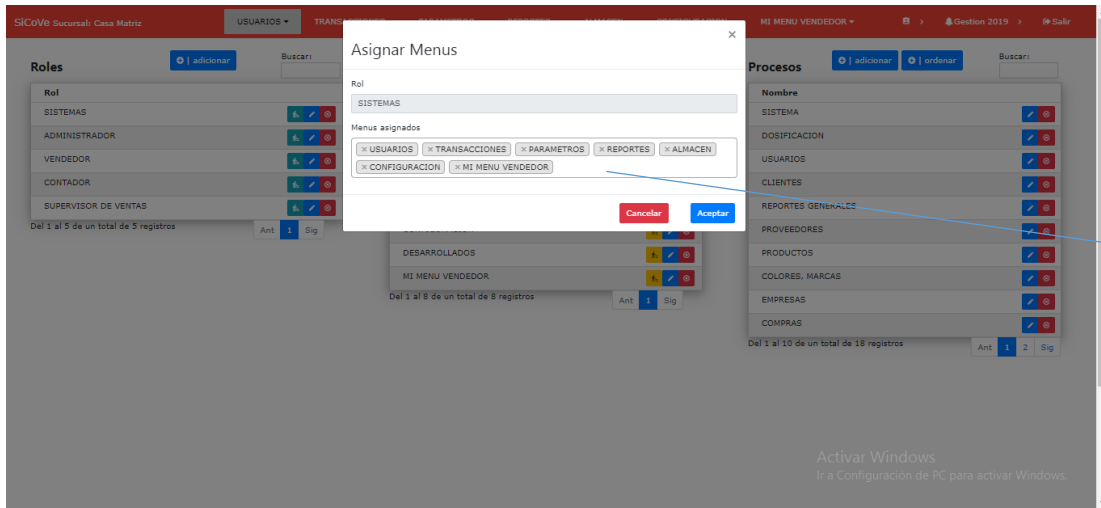 SiCoVe Sucursal: Casa Matriz
USUARIOS
MI MENU VENDEDOR
Gestion 2019
Salir
Asignar Menus
×
Rol
SISTEMAS
Menus asignados
× USUARIOS × TRANSACCIONES × PARAMETROS × REPORTES × ALMACEN
× CONFIGURACION × MI MENU VENDEDOR
Cancelar Aceptar
Roles
| adicionar
Buscar:
Rol
SISTEMAS
ADMINISTRADOR
VENDEDOR
CONTADOR
SUPERVISOR DE VENTAS
Del 1 al 5 de un total de 5 registros
Ant 1 Sig
DESARROLLADOS
MI MENU VENDEDOR
Del 1 al 8 de un total de 8 registros
Ant 1 Sig
Procesos
| adicionar | ordenar
Buscar:
Nombre
SISTEMA
DOSIFICACION
USUARIOS
CLIENTES
REPORTES GENERALES
PROVEEDORES
PRODUCTOS
COLORES, MARCAS
EMPRESAS
COMPRAS
Del 1 al 10 de un total de 18 registros
Ant 1 2 Sig
Activar Windows
Ir a Configuración de PC para activar Windows.